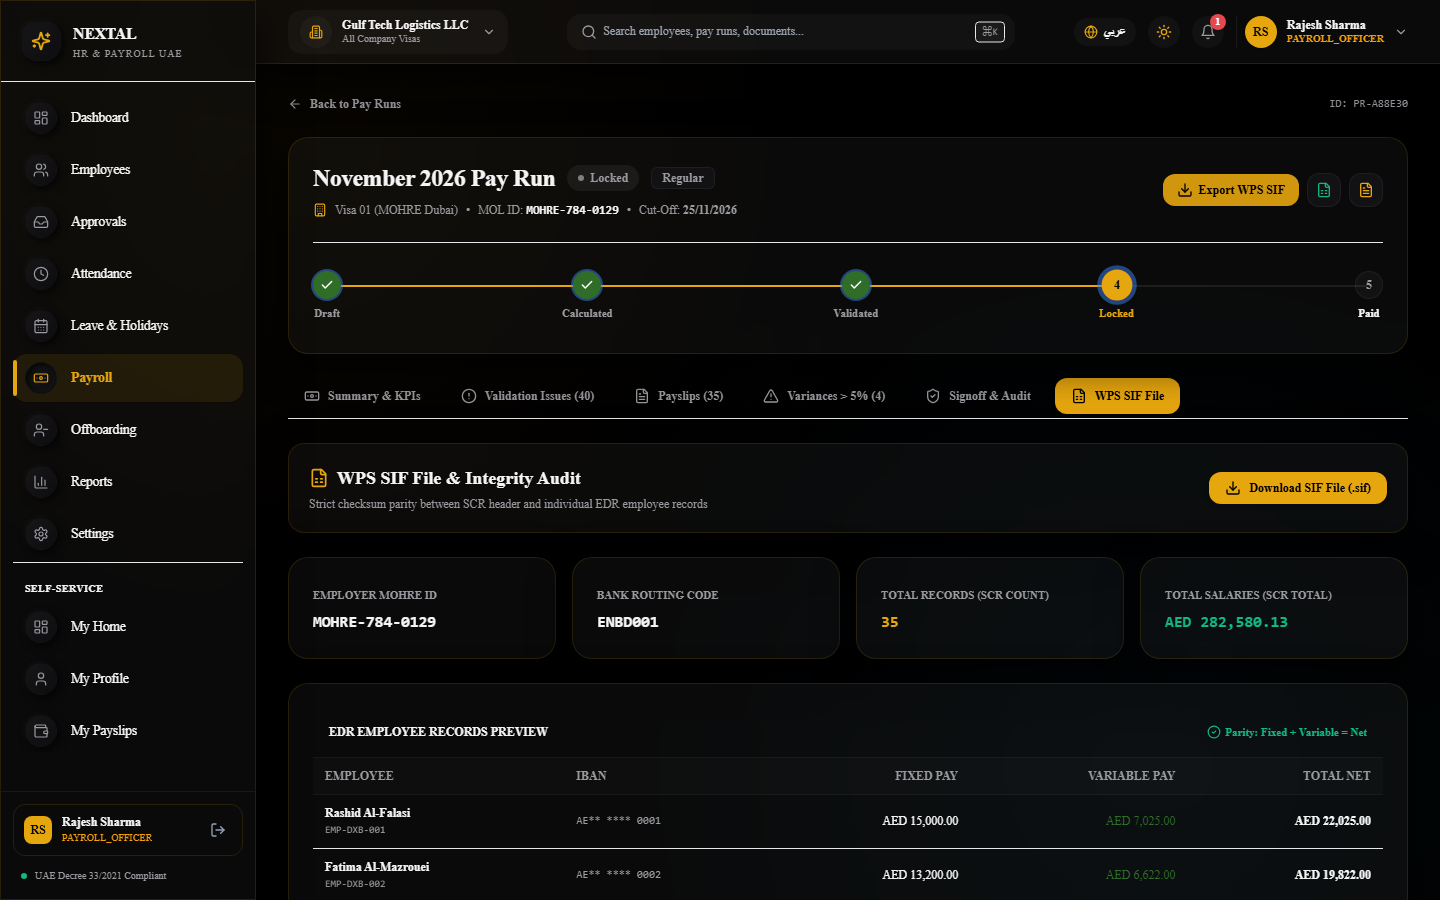 NEXTAL
HR & PAYROLL UAE
Dashboard
Employees
Approvals
Attendance
Leave & Holidays
Payroll
Offboarding
Reports
Settings
SELF-SERVICE
My Home
My Profile
My Payslips
RS
Rajesh Sharma
PAYROLL_OFFICER
UAE Decree 33/2021 Compliant
Gulf Tech Logistics LLC
All Company Visas
Search employees, pay runs, documents...
⌘K
عربي
1
RS
Rajesh Sharma
PAYROLL_OFFICER
Back to Pay Runs
ID: PR-A88E30
November 2026 Pay Run
Locked
Regular
Visa 01 (MOHRE Dubai) • MOL ID: MOHRE-784-0129 • Cut-Off: 25/11/2026
Export WPS SIF
4
5
Draft
Calculated
Validated
Locked
Paid
Summary & KPIs
Validation Issues (40)
Payslips (35)
Variances > 5% (4)
Signoff & Audit
WPS SIF File
WPS SIF File & Integrity Audit
Strict checksum parity between SCR header and individual EDR employee records
Download SIF File (.sif)
EMPLOYER MOHRE ID
MOHRE-784-0129
BANK ROUTING CODE
ENBD001
TOTAL RECORDS (SCR COUNT)
35
TOTAL SALARIES (SCR TOTAL)
AED 282,580.13
EDR EMPLOYEE RECORDS PREVIEW
Parity: Fixed + Variable = Net
EMPLOYEE IBAN FIXED PAY VARIABLE PAY TOTAL NET
Rashid Al-Falasi
EMP-DXB-001
AE** **** 0001 AED 15,000.00 AED 7,025.00 AED 22,025.00
Fatima Al-Mazrouei
EMP-DXB-002
AE** **** 0002 AED 13,200.00 AED 6,622.00 AED 19,822.00